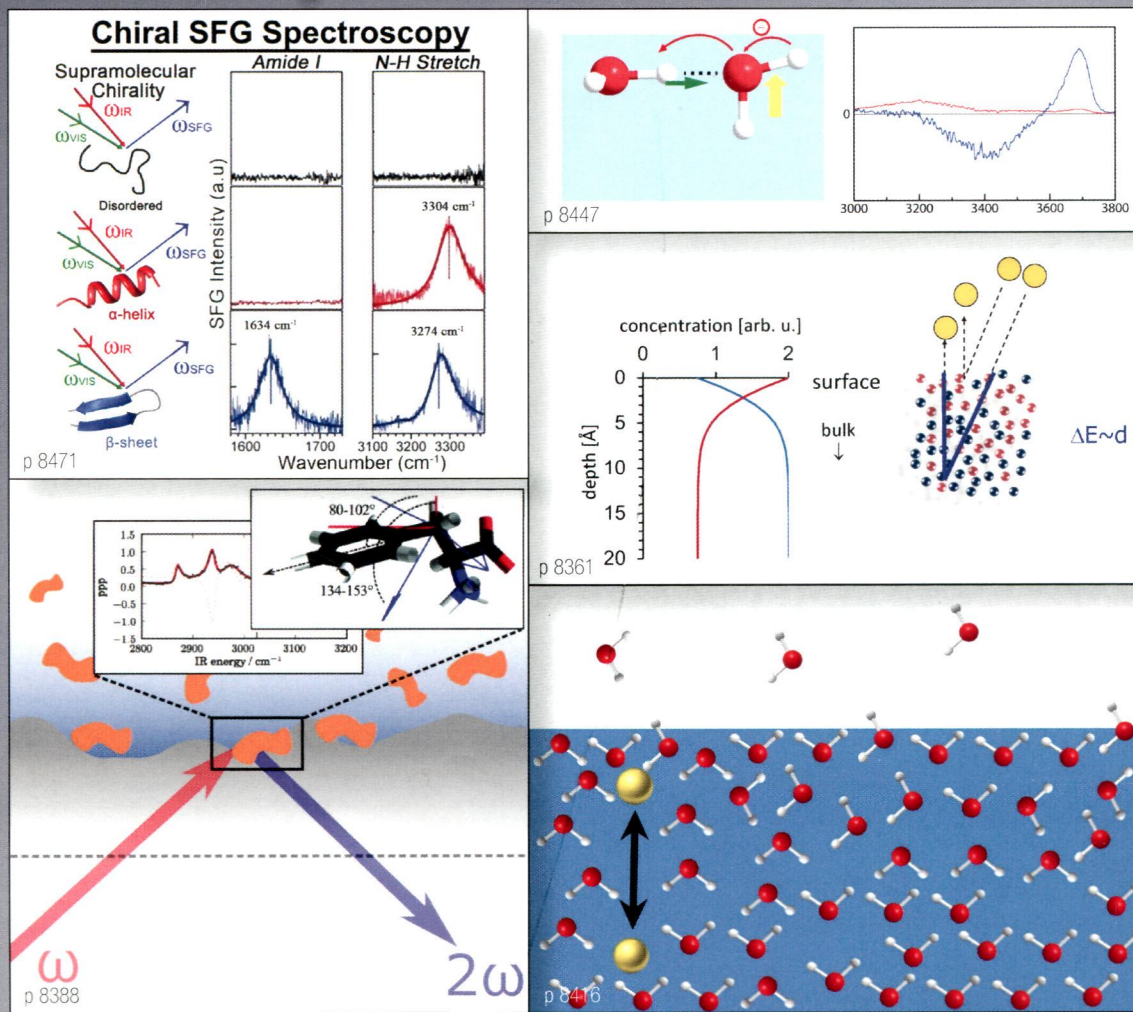 Chiral SFG Spectroscopy
Supramolecular
Chirality
Amide I
N-H Stretch
ωIR
ωVIS
ωSFG
Disordered
ωIR
ωVIS
ωSFG
α-helix
ωIR
ωVIS
ωSFG
β-sheet
SFG Intensity (a.u)
3304 cm⁻¹
1634 cm⁻¹
3274 cm⁻¹
1600 1700 3100 3200 3300
Wavenumber (cm⁻¹)
p 8471
−
0
3000 3200 3400 3600 3800
p 8447
concentration [arb. u.]
0 1 2
0
5
10
15
20
depth [Å]
surface
bulk
↓
ΔE~d
p 8361
80-102°
134-153°
1.5
1.0
0.5
0.0
−0.5
−1.0
−1.5
ppp
2800 2900 3000 3100 3200
IR energy / cm⁻¹
ω
2ω
p 8388
p 8416